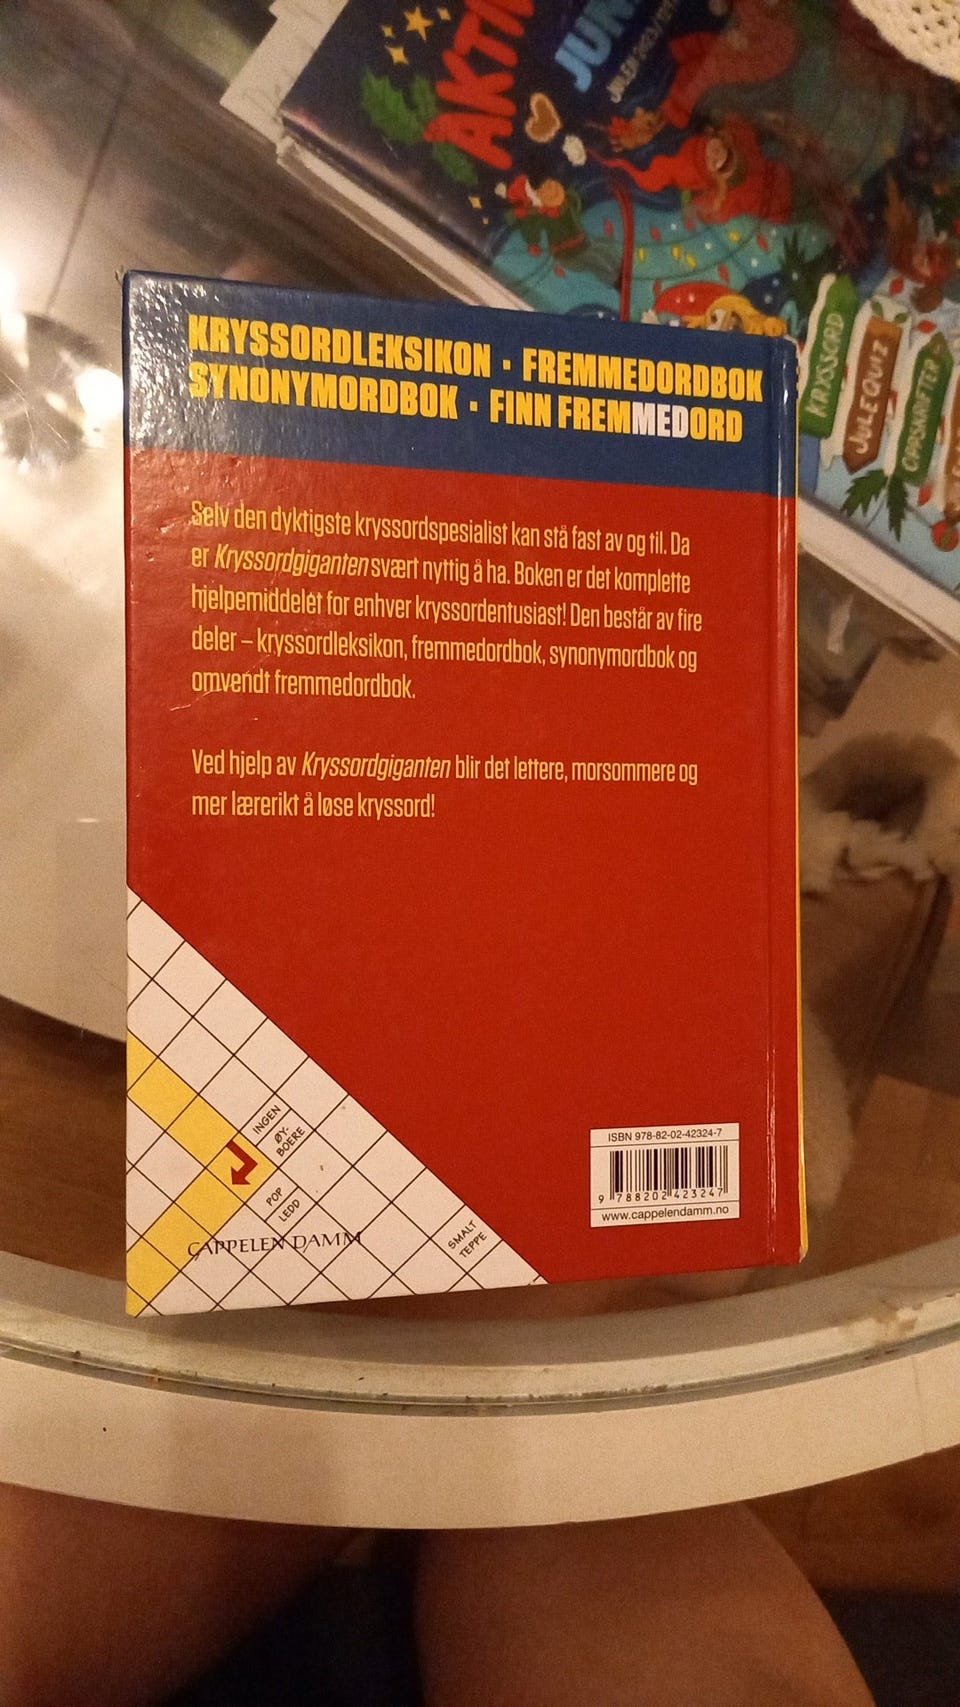 AKTIV
KRYSSORD
JULEQUIZ
OPPSKRIFTER
KRYSSORDLEKSIKON · FREMMEDORDBOK
SYNONYMORDBOK · FINN FREMMEDORD
Selv den dyktigste kryssordspesialist kan stå fast av og til. Da
er Kryssordgiganten svært nyttig å ha. Boken er det komplette
hjelpemiddelet for enhver kryssordentusiast! Den består av fire
deler – kryssordleksikon, fremmedordbok, synonymordbok og
omvendt fremmedordbok.
Ved hjelp av Kryssordgiganten blir det lettere, morsommere og
mer lærerikt å løse kryssord!
INGEN
ØY-
BOERE
POP
LEDD
SMALT
TEPPE
CAPPELEN DAMM
ISBN 978-82-02-42324-7
9 788202 423247
www.cappelendamm.no